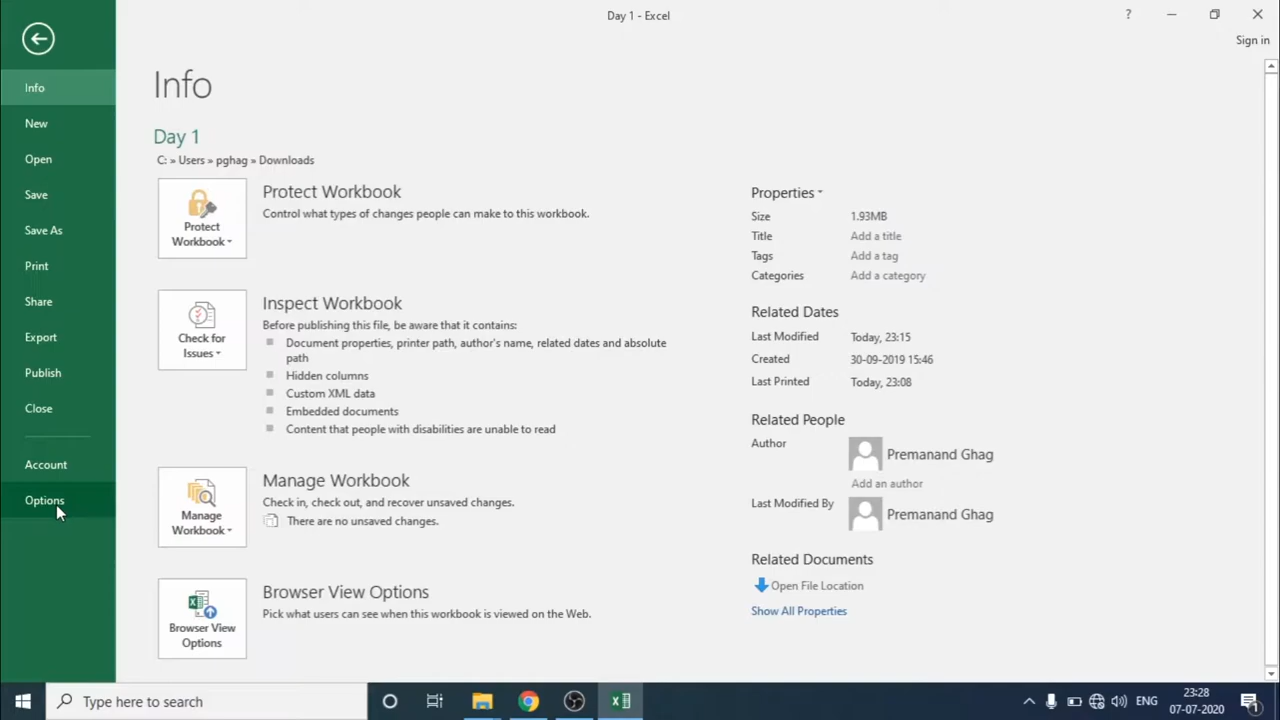 Day 1 - Excel
?
Sign in
Info
New
Open
Save
Save As
Print
Share
Export
Publish
Close
Account
Options
Info
Day 1
C: » Users » pghag » Downloads
Protect
Workbook
Protect Workbook
Control what types of changes people can make to this workbook.
Check for
Issues
Inspect Workbook
Before publishing this file, be aware that it contains:
Document properties, printer path, author's name, related dates and absolute
path
Hidden columns
Custom XML data
Embedded documents
Content that people with disabilities are unable to read
Manage
Workbook
Manage Workbook
Check in, check out, and recover unsaved changes.
There are no unsaved changes.
Browser View
Options
Browser View Options
Pick what users can see when this workbook is viewed on the Web.
Properties
Size 1.93MB
Title Add a title
Tags Add a tag
Categories Add a category
Related Dates
Last Modified Today, 23:15
Created 30-09-2019 15:46
Last Printed Today, 23:08
Related People
Author Premanand Ghag
Add an author
Last Modified By Premanand Ghag
Related Documents
Open File Location
Show All Properties
Type here to search
ENG
23:28
07-07-2020
1